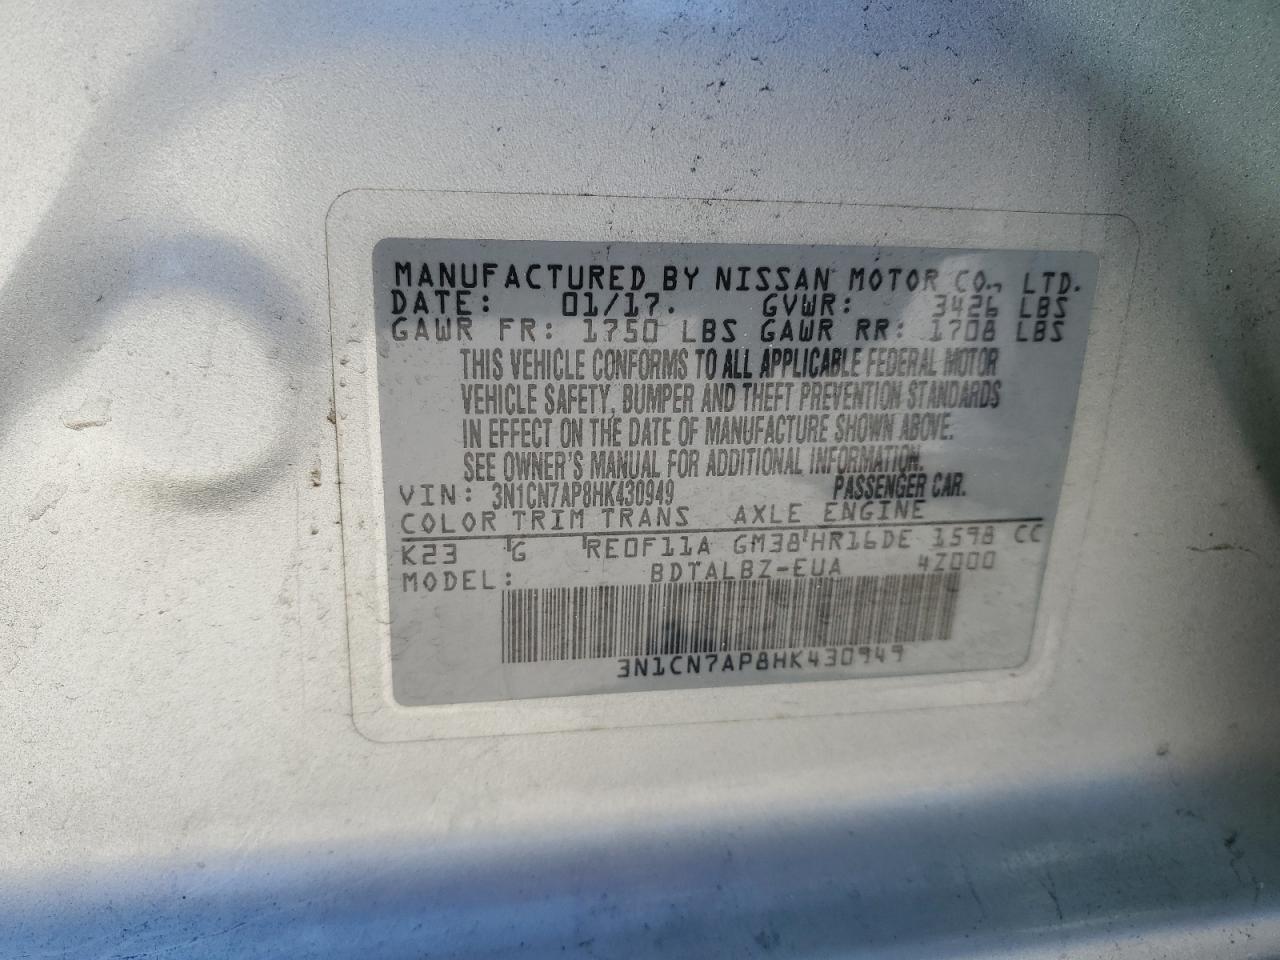 MANUFACTURED BY NISSAN MOTOR CO., LTD.
DATE: 01/17. GVWR: 3426 LBS
GAWR FR: 1750 LBS GAWR RR: 1708 LBS
THIS VEHICLE CONFORMS TO ALL APPLICABLE FEDERAL MOTOR
VEHICLE SAFETY, BUMPER AND THEFT PREVENTION STANDARDS
IN EFFECT ON THE DATE OF MANUFACTURE SHOWN ABOVE.
SEE OWNER'S MANUAL FOR ADDITIONAL INFORMATION.
VIN: 3N1CN7AP8HK430949 PASSENGER CAR.
COLOR TRIM TRANS AXLE ENGINE
K23 G RE0F11A GM38 HR16DE 1598 CC
MODEL: BDTALBZ-EUA 4Z000
3N1CN7AP8HK430949